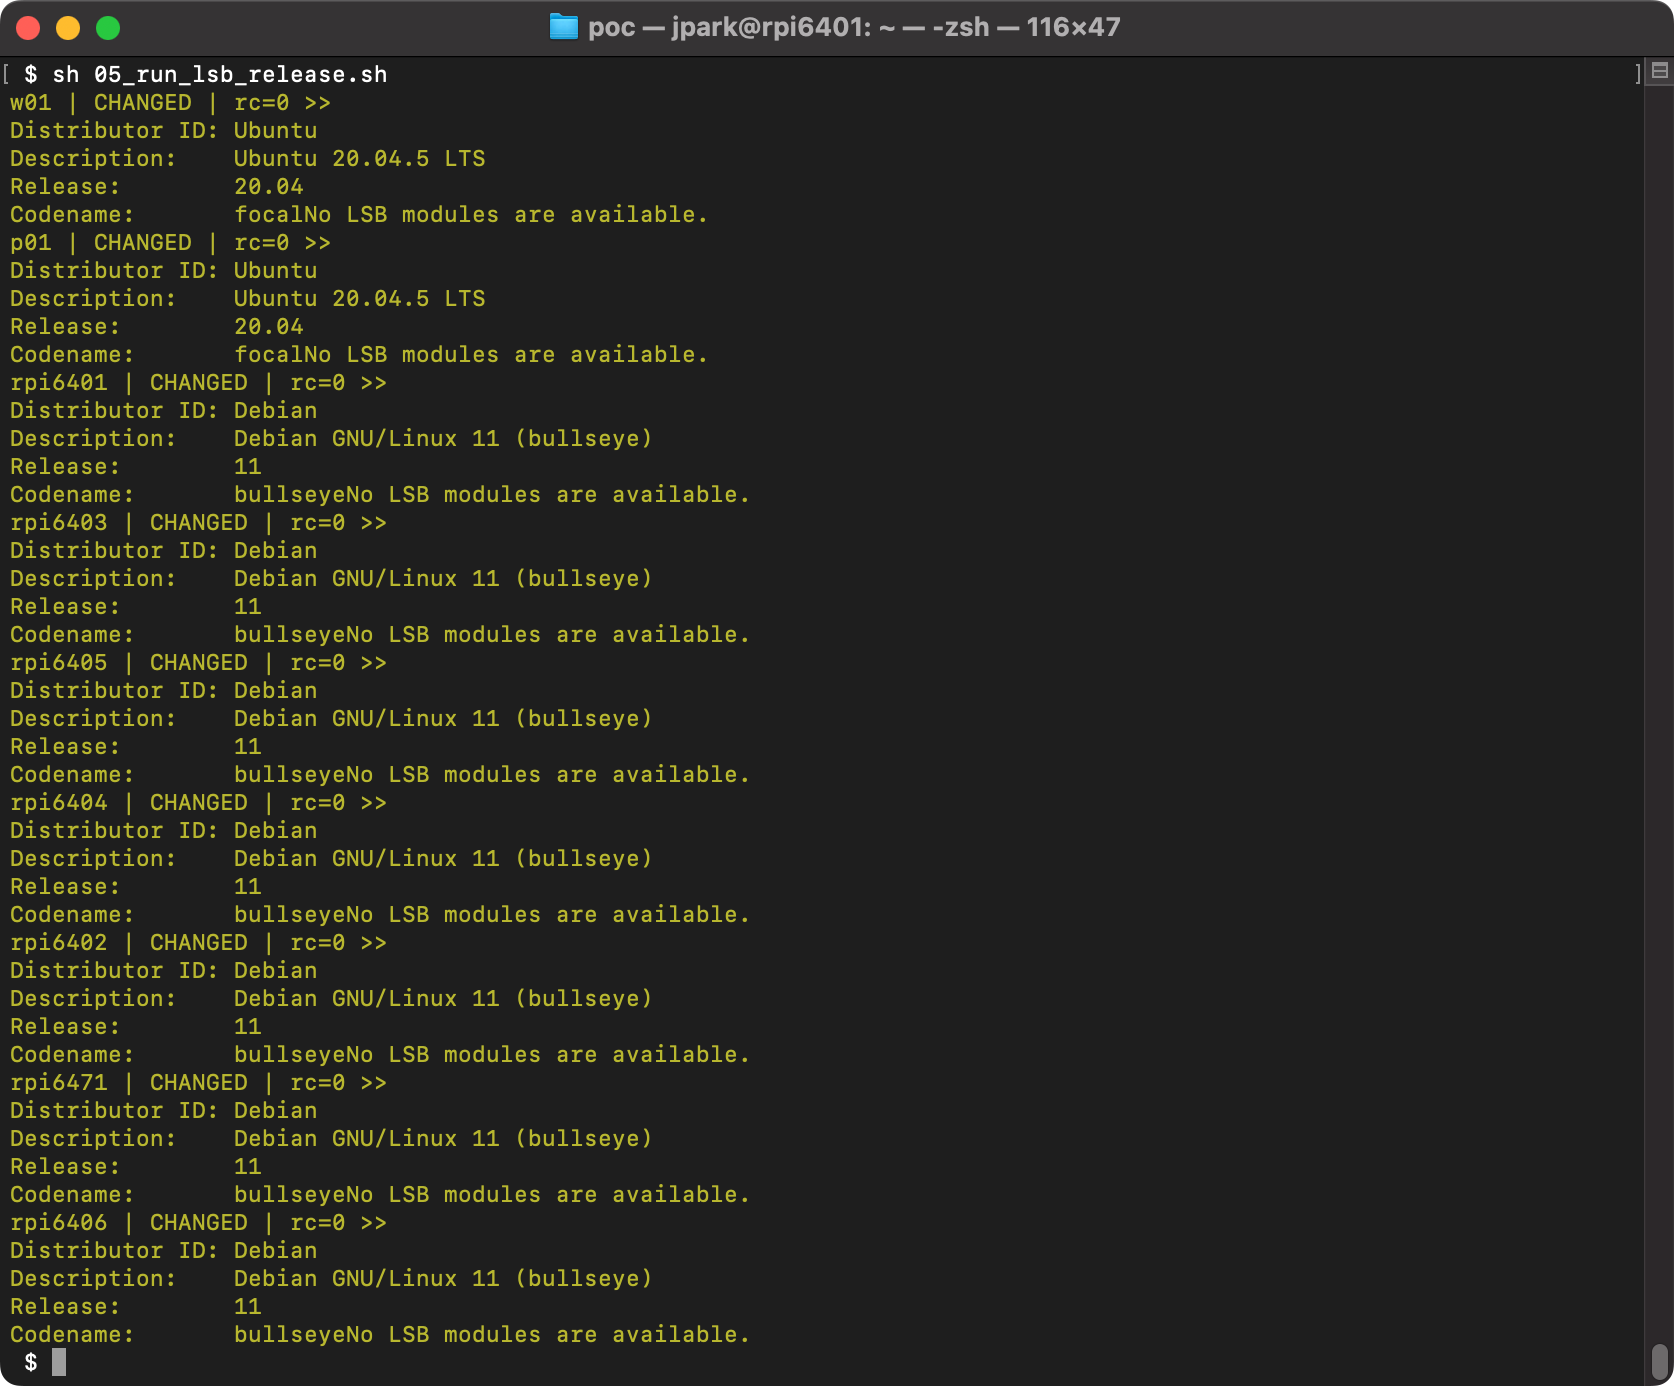 poc — jpark@rpi6401: ~ — -zsh — 116×47
[ $ sh 05_run_lsb_release.sh ]
w01 | CHANGED | rc=0 >>
Distributor ID: Ubuntu
Description:    Ubuntu 20.04.5 LTS
Release:        20.04
Codename:       focalNo LSB modules are available.
p01 | CHANGED | rc=0 >>
Distributor ID: Ubuntu
Description:    Ubuntu 20.04.5 LTS
Release:        20.04
Codename:       focalNo LSB modules are available.
rpi6401 | CHANGED | rc=0 >>
Distributor ID: Debian
Description:    Debian GNU/Linux 11 (bullseye)
Release:        11
Codename:       bullseyeNo LSB modules are available.
rpi6403 | CHANGED | rc=0 >>
Distributor ID: Debian
Description:    Debian GNU/Linux 11 (bullseye)
Release:        11
Codename:       bullseyeNo LSB modules are available.
rpi6405 | CHANGED | rc=0 >>
Distributor ID: Debian
Description:    Debian GNU/Linux 11 (bullseye)
Release:        11
Codename:       bullseyeNo LSB modules are available.
rpi6404 | CHANGED | rc=0 >>
Distributor ID: Debian
Description:    Debian GNU/Linux 11 (bullseye)
Release:        11
Codename:       bullseyeNo LSB modules are available.
rpi6402 | CHANGED | rc=0 >>
Distributor ID: Debian
Description:    Debian GNU/Linux 11 (bullseye)
Release:        11
Codename:       bullseyeNo LSB modules are available.
rpi6471 | CHANGED | rc=0 >>
Distributor ID: Debian
Description:    Debian GNU/Linux 11 (bullseye)
Release:        11
Codename:       bullseyeNo LSB modules are available.
rpi6406 | CHANGED | rc=0 >>
Distributor ID: Debian
Description:    Debian GNU/Linux 11 (bullseye)
Release:        11
Codename:       bullseyeNo LSB modules are available.
$